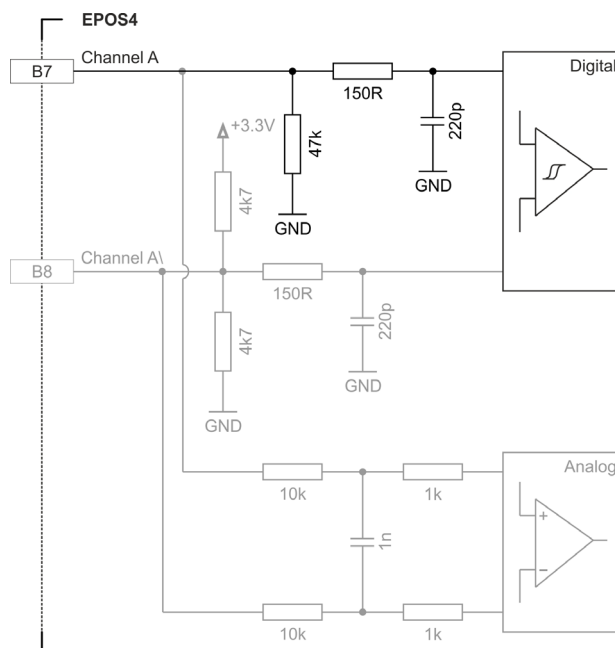 EPOS4
B7
Channel A
Digital
150R
+3.3V
47k
220p
GND
4k7
GND
B8
Channel A\
150R
4k7
220p
GND
GND
Analog
10k
1k
1n
+
−
10k
1k